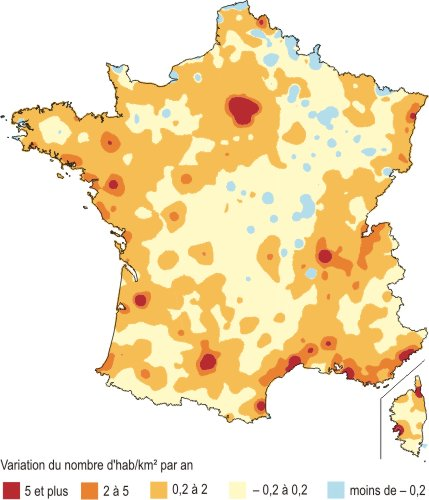 Variation du nombre d'hab/km² par an
5 et plus 2 à 5 0,2 à 2 – 0,2 à 0,2 moins de – 0,2